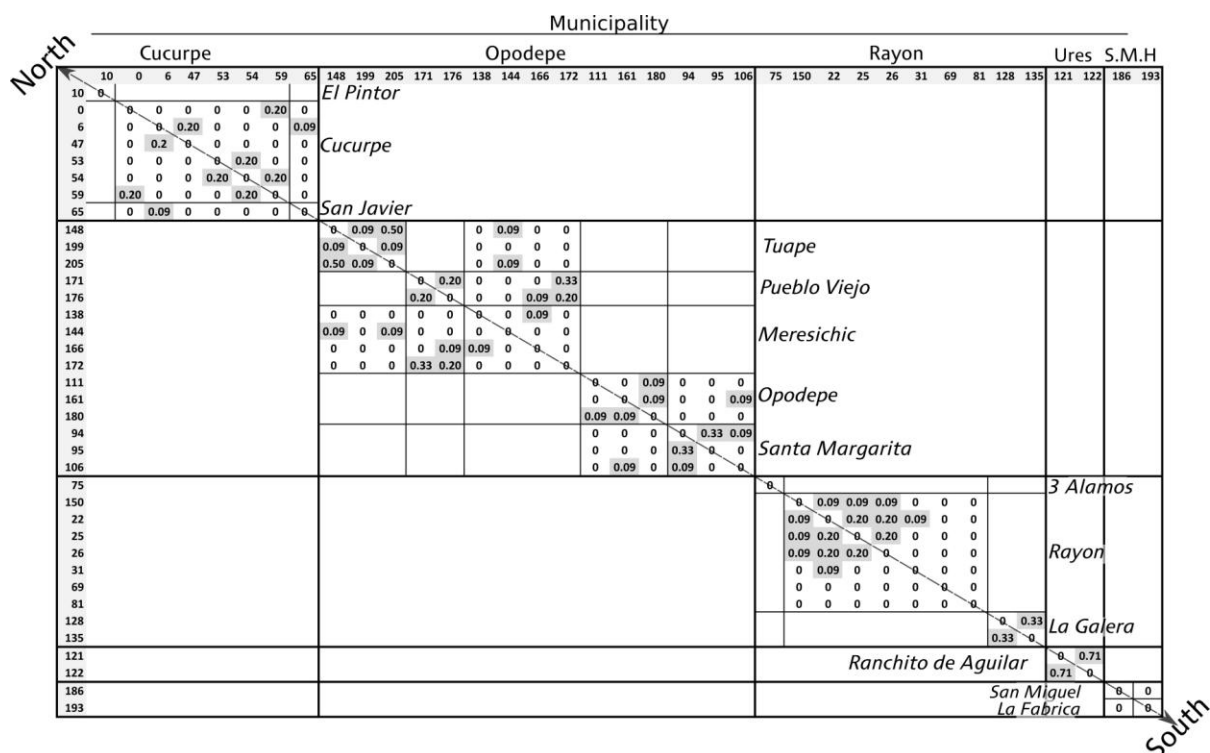 Municipality
North
Cucurpe Opodepe Rayon Ures S.M.H
10 0 6 47 53 54 59 65 148 199 205 171 176 138 144 166 172 111 161 180 94 95 106 75 150 22 25 26 31 69 81 128 135 121 122 186 193
10 0 El Pintor
0 0 0 0 0 0 0.20 0
6 0 0 0.20 0 0 0 0.09
47 0 0.2 0 0 0 0 0 Cucurpe
53 0 0 0 0 0.20 0 0
54 0 0 0 0.20 0 0.20 0
59 0.20 0 0 0 0.20 0 0
65 0 0.09 0 0 0 0 0 San Javier
148 0 0.09 0.50 0 0.09 0 0
199 0.09 0 0.09 0 0 0 0 Tuape
205 0.50 0.09 0 0 0.09 0 0
171 0 0.20 0 0 0 0.33 Pueblo Viejo
176 0.20 0 0 0 0.09 0.20
138 0 0 0 0 0 0 0 0.09 0
144 0.09 0 0.09 0 0 0 0 0 0 Meresichic
166 0 0 0 0 0.09 0.09 0 0 0
172 0 0 0 0.33 0.20 0 0 0 0
111 0 0 0.09 0 0 0
161 0 0 0.09 0 0 0.09 Opodepe
180 0.09 0.09 0 0 0 0
94 0 0 0 0 0.33 0.09
95 0 0 0 0.33 0 0 Santa Margarita
106 0 0.09 0 0.09 0 0
75 0 3 Alamos
150 0 0.09 0.09 0.09 0 0 0
22 0.09 0 0.20 0.20 0.09 0 0
25 0.09 0.20 0 0.20 0 0 0
26 0.09 0.20 0.20 0 0 0 0 Rayon
31 0 0.09 0 0 0 0 0
69 0 0 0 0 0 0 0
81 0 0 0 0 0 0 0
128 0 0.33 La Galera
135 0.33 0
121 Ranchito de Aguilar 0 0.71
122 0.71 0
186 San Miguel 0 0
193 La Fabrica 0 0
South